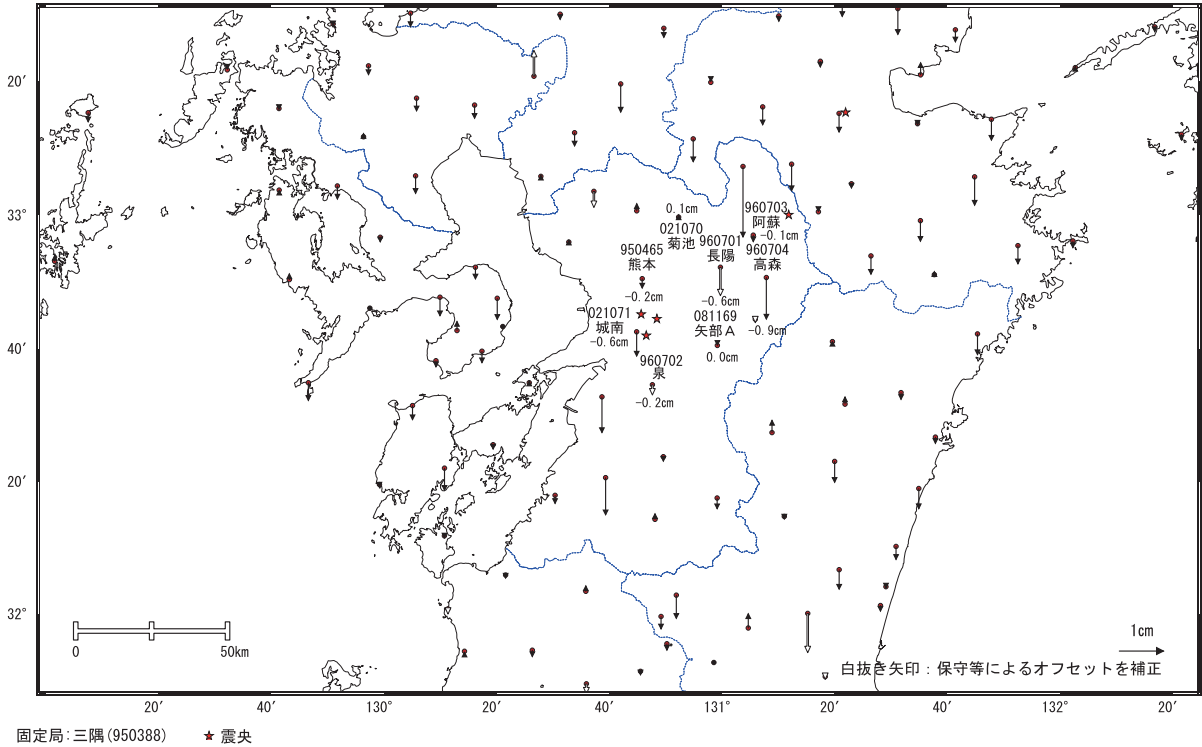 20′
33°
40′
20′
32°
0.1cm
021070
菊池
960703
阿蘇
-0.1cm
960701
長陽
960704
高森
950465
熊本
-0.2cm
-0.6cm
021071
城南
-0.6cm
081169
矢部A
0.0cm
-0.9cm
960702
泉
-0.2cm
0 50km
1cm
白抜き矢印：保守等によるオフセットを補正
20′ 40′ 130° 20′ 40′ 131° 20′ 40′ 132° 20′
固定局:三隅(950388) ★ 震央